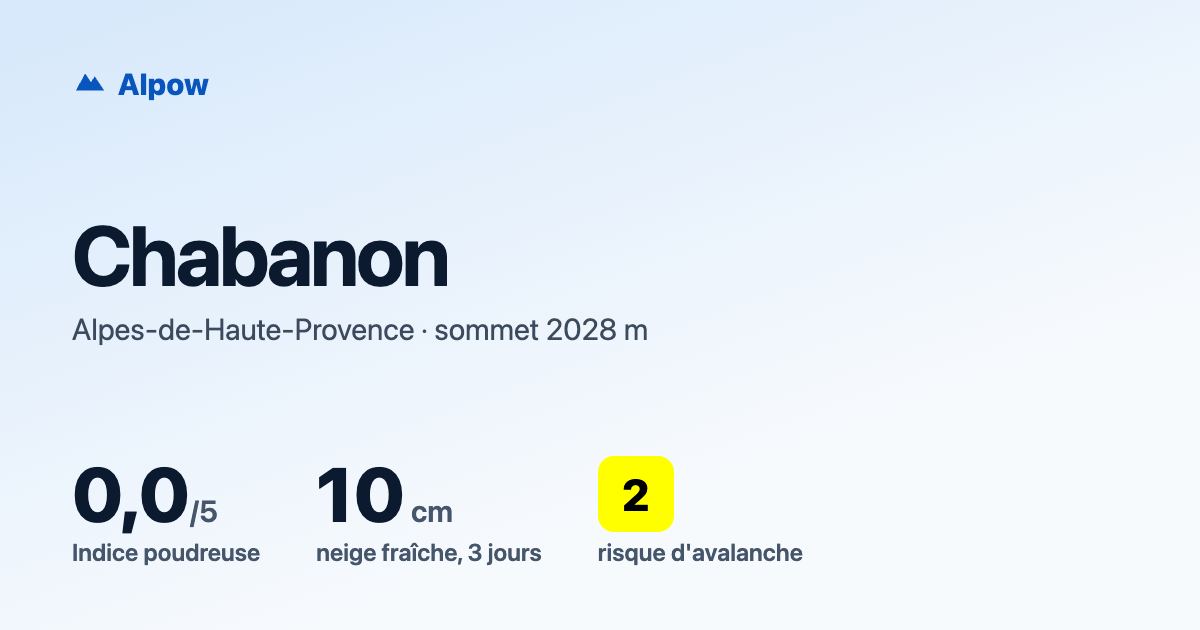 Alpow
Chabanon
Alpes-de-Haute-Provence · sommet 2028 m
0,0/5
Indice poudreuse
10 cm
neige fraîche, 3 jours
2
risque d'avalanche